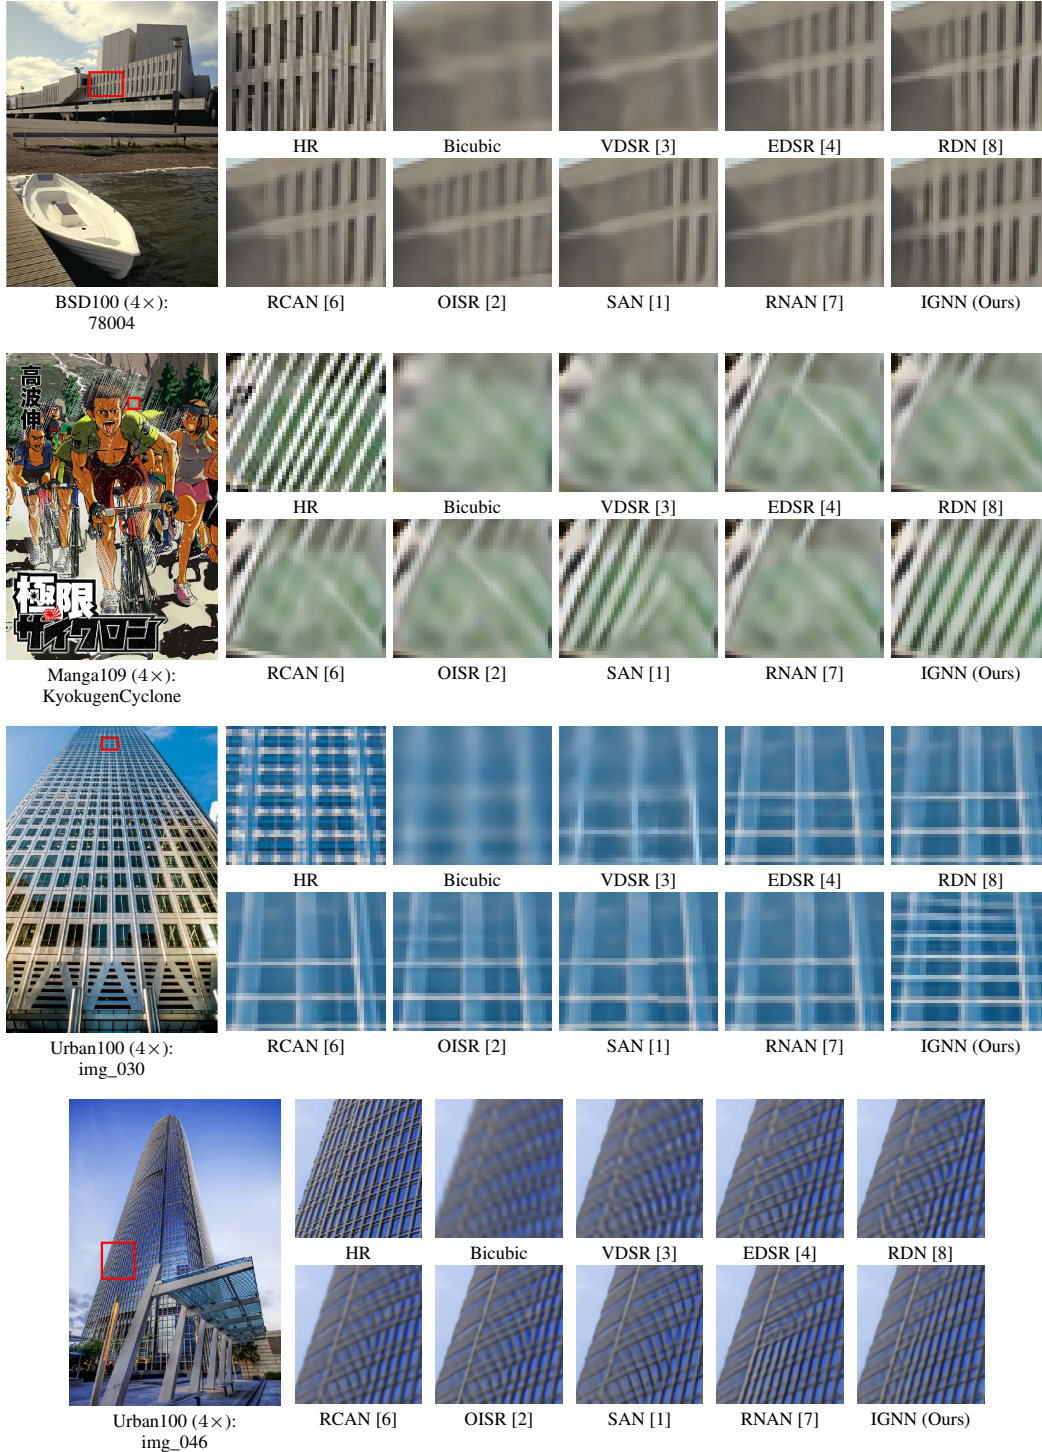 HR
Bicubic
VDSR [3]
EDSR [4]
RDN [8]
RCAN [6]
OISR [2]
SAN [1]
RNAN [7]
IGNN (Ours)
BSD100 (4×):
78004
高波伸
極限
サイクロン
HR
Bicubic
VDSR [3]
EDSR [4]
RDN [8]
RCAN [6]
OISR [2]
SAN [1]
RNAN [7]
IGNN (Ours)
Manga109 (4×):
KyokugenCyclone
HR
Bicubic
VDSR [3]
EDSR [4]
RDN [8]
RCAN [6]
OISR [2]
SAN [1]
RNAN [7]
IGNN (Ours)
Urban100 (4×):
img_030
HR
Bicubic
VDSR [3]
EDSR [4]
RDN [8]
RCAN [6]
OISR [2]
SAN [1]
RNAN [7]
IGNN (Ours)
Urban100 (4×):
img_046